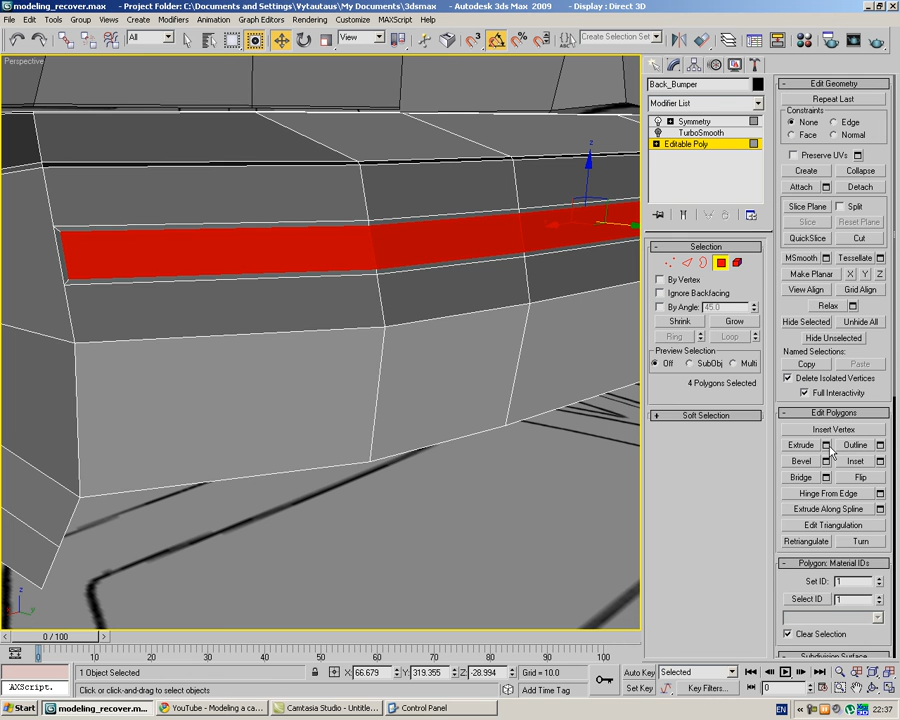 modeling_recover.max - Project Folder: C:\Documents and Settings\Vytautaus\My Documents\3dsmax - Autodesk 3ds Max 2009 - Display : Direct 3D
File Edit Tools Group Views Create Modifiers Animation Graph Editors Rendering Customize MAXScript Help
All View Create Selection Set
Perspective
z
Back_Bumper
Modifier List
Symmetry
TurboSmooth
Editable Poly
Selection
By Vertex
Ignore Backfacing
By Angle: 45.0
Shrink Grow
Ring Loop
Preview Selection
Off SubObj Multi
4 Polygons Selected
Soft Selection
Edit Geometry
Repeat Last
Constraints
None Edge
Face Normal
Preserve UVs
Create Collapse
Attach Detach
Slice Plane Split
Slice Reset Plane
QuickSlice Cut
MSmooth Tessellate
Make Planar X Y Z
View Align Grid Align
Relax
Hide Selected Unhide All
Hide Unselected
Named Selections:
Copy Paste
Delete Isolated Vertices
Full Interactivity
Edit Polygons
Insert Vertex
Extrude Outline
Bevel Inset
Bridge Flip
Hinge From Edge
Extrude Along Spline
Edit Triangulation
Retriangulate Turn
Polygon: Material IDs
Set ID: 1
Select ID 1
Clear Selection
Subdivision Surface
z y
0 / 100
0 10 20 30 40 50 60 70 80 90 100
1 Object Selected X: 66.679 Y: 319.355 Z: -28.994 Grid = 10.0 Auto Key Selected
AXScript. Click or click-and-drag to select objects Add Time Tag Set Key Key Filters... 0
Start modeling_recover.m... YouTube - Modeling a ca... Camtasia Studio - Untitle... Control Panel EN 22:37